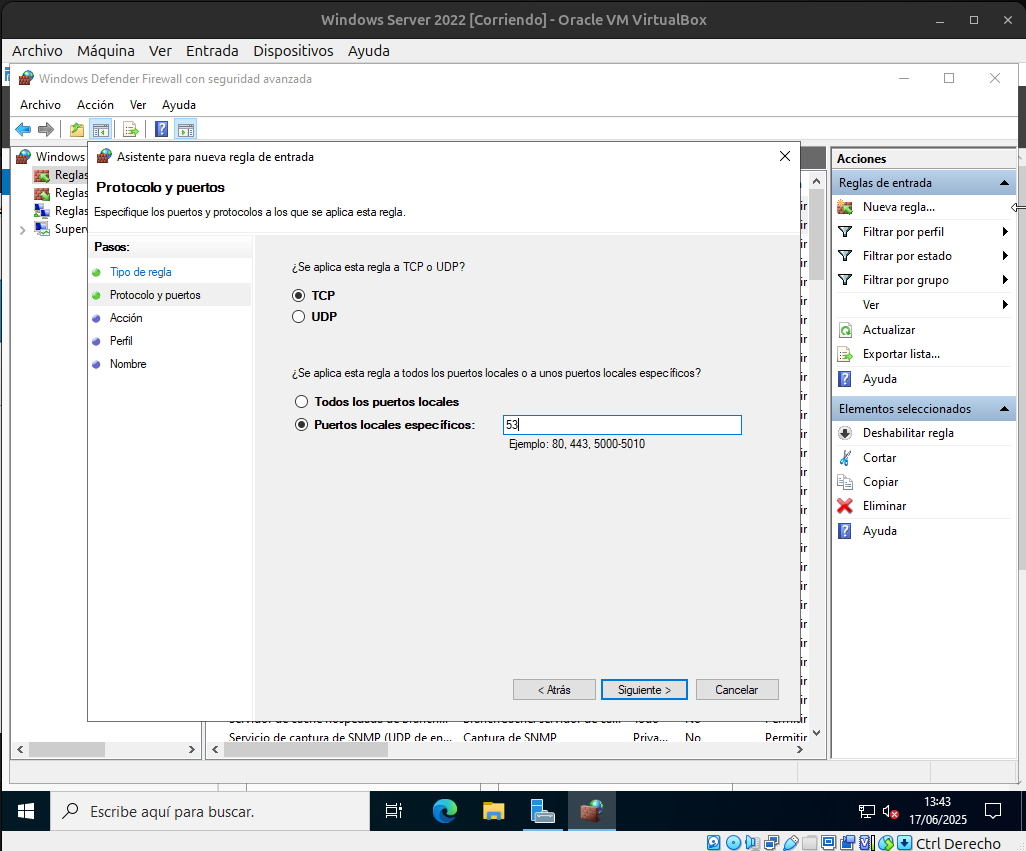 Windows Server 2022 [Corriendo] - Oracle VM VirtualBox
Archivo Máquina Ver Entrada Dispositivos Ayuda
Windows Defender Firewall con seguridad avanzada
Archivo Acción Ver Ayuda
Windows
Reglas
Reglas
Reglas
Asistente para nueva regla de entrada
Protocolo y puertos
Especifique los puertos y protocolos a los que se aplica esta regla.
Pasos:
Tipo de regla
Protocolo y puertos
Acción
Perfil
Nombre
¿Se aplica esta regla a TCP o UDP?
TCP
UDP
¿Se aplica esta regla a todos los puertos locales o a unos puertos locales específicos?
Todos los puertos locales
Puertos locales específicos: 53
Ejemplo: 80, 443, 5000-5010
< Atrás Siguiente > Cancelar
Servicio de captura de SNMP (UDP de en... Captura de SNMP Priva... No Permitir
Acciones
Reglas de entrada
Nueva regla...
Filtrar por perfil
Filtrar por estado
Filtrar por grupo
Ver
Actualizar
Exportar lista...
Ayuda
Elementos seleccionados
Deshabilitar regla
Cortar
Copiar
Eliminar
Ayuda
Escribe aquí para buscar.
13:43
17/06/2025
Ctrl Derecho